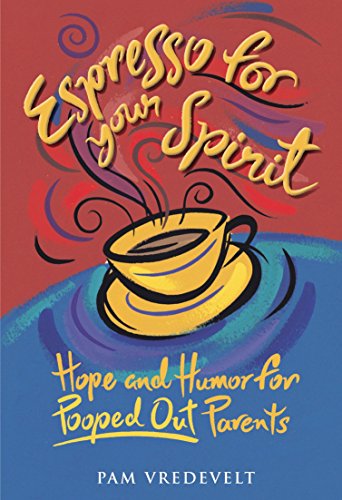 Espresso for
your Spirit
Hope and Humor for
Pooped Out Parents
PAM VREDEVELT